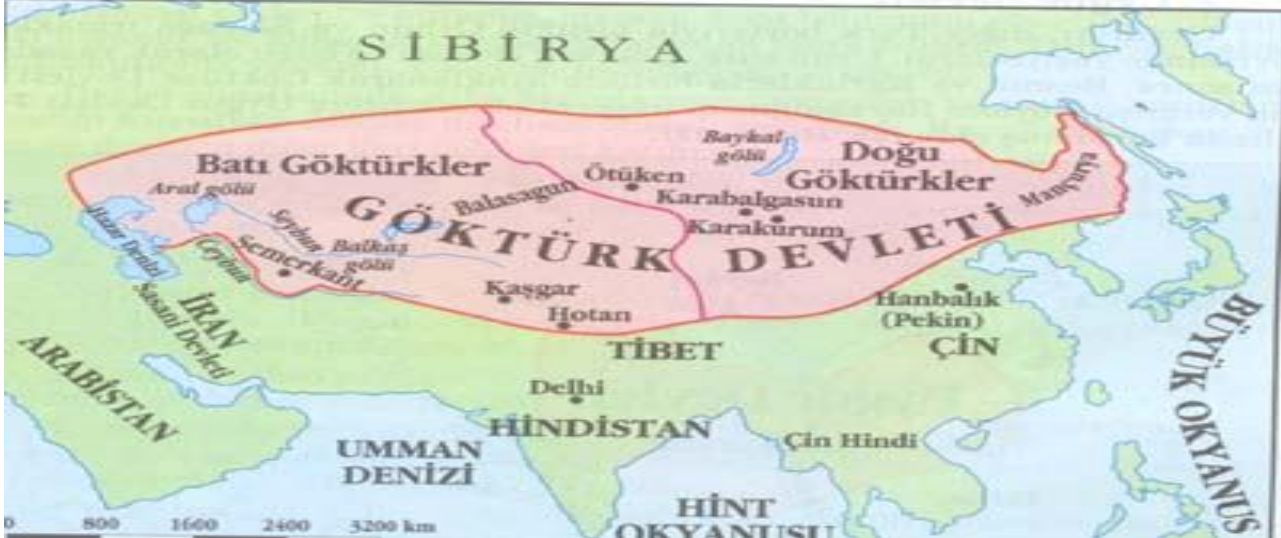 SİBİRYA
Batı Göktürkler
Aral gölü
Hazar Denizi
Seyhun
Ceyhun
Semerkant
Balkaş
gölü
Balasagun
GÖKTÜRK DEVLETİ
Kaşgar
Hotan
Ötüken
Baykal
gölü
Doğu
Göktürkler
Karabalgasun
Karakurum
Mançurya
Hanbalık
(Pekin)
ÇİN
TİBET
İRAN
Sasani Devleti
ARABİSTAN
Delhi
HİNDİSTAN
Çin Hindi
UMMAN
DENİZİ
HİNT
OKYANUSU
BÜYÜK OKYANUS
0 800 1600 2400 3200 km